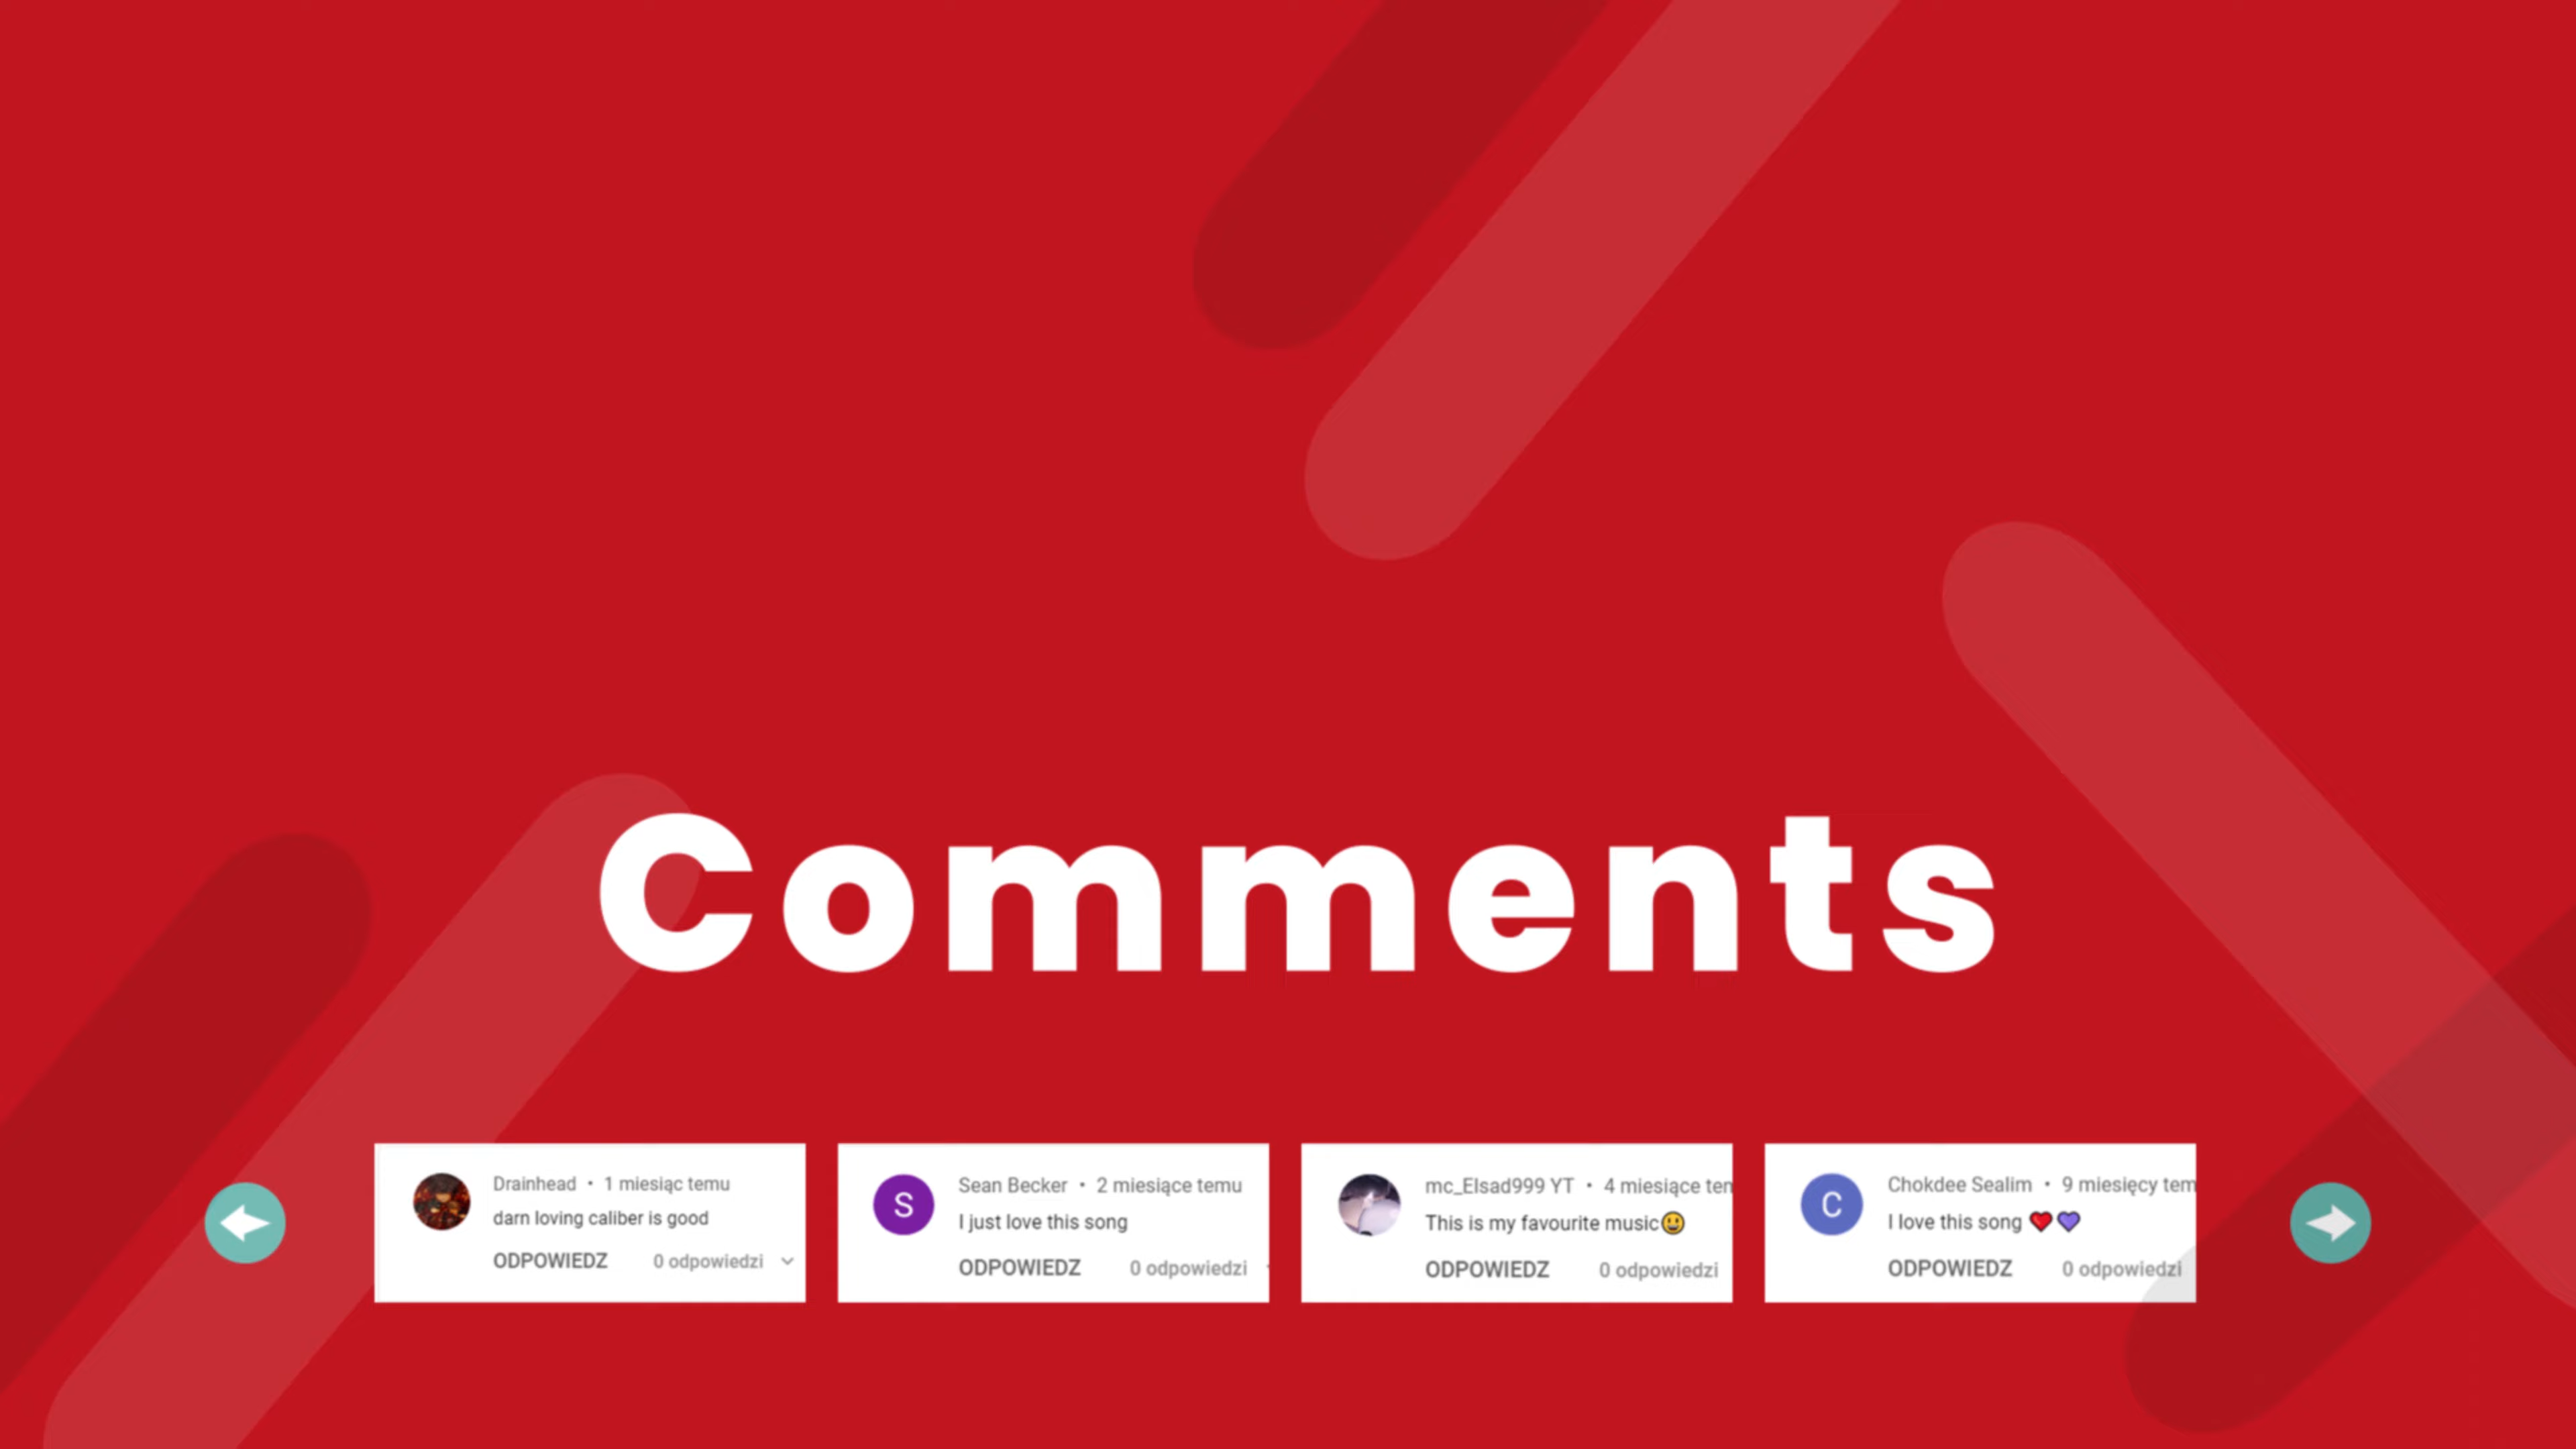 Comments
Drainhead • 1 miesiąc temu
darn loving caliber is good
ODPOWIEDZ 0 odpowiedzi
S
Sean Becker • 2 miesiące temu
I just love this song
ODPOWIEDZ 0 odpowiedzi
mc_Elsad999 YT • 4 miesiące tem
This is my favourite music😃
ODPOWIEDZ 0 odpowiedzi
C
Chokdee Sealim • 9 miesięcy tem
I love this song ❤️💜
ODPOWIEDZ 0 odpowiedzi